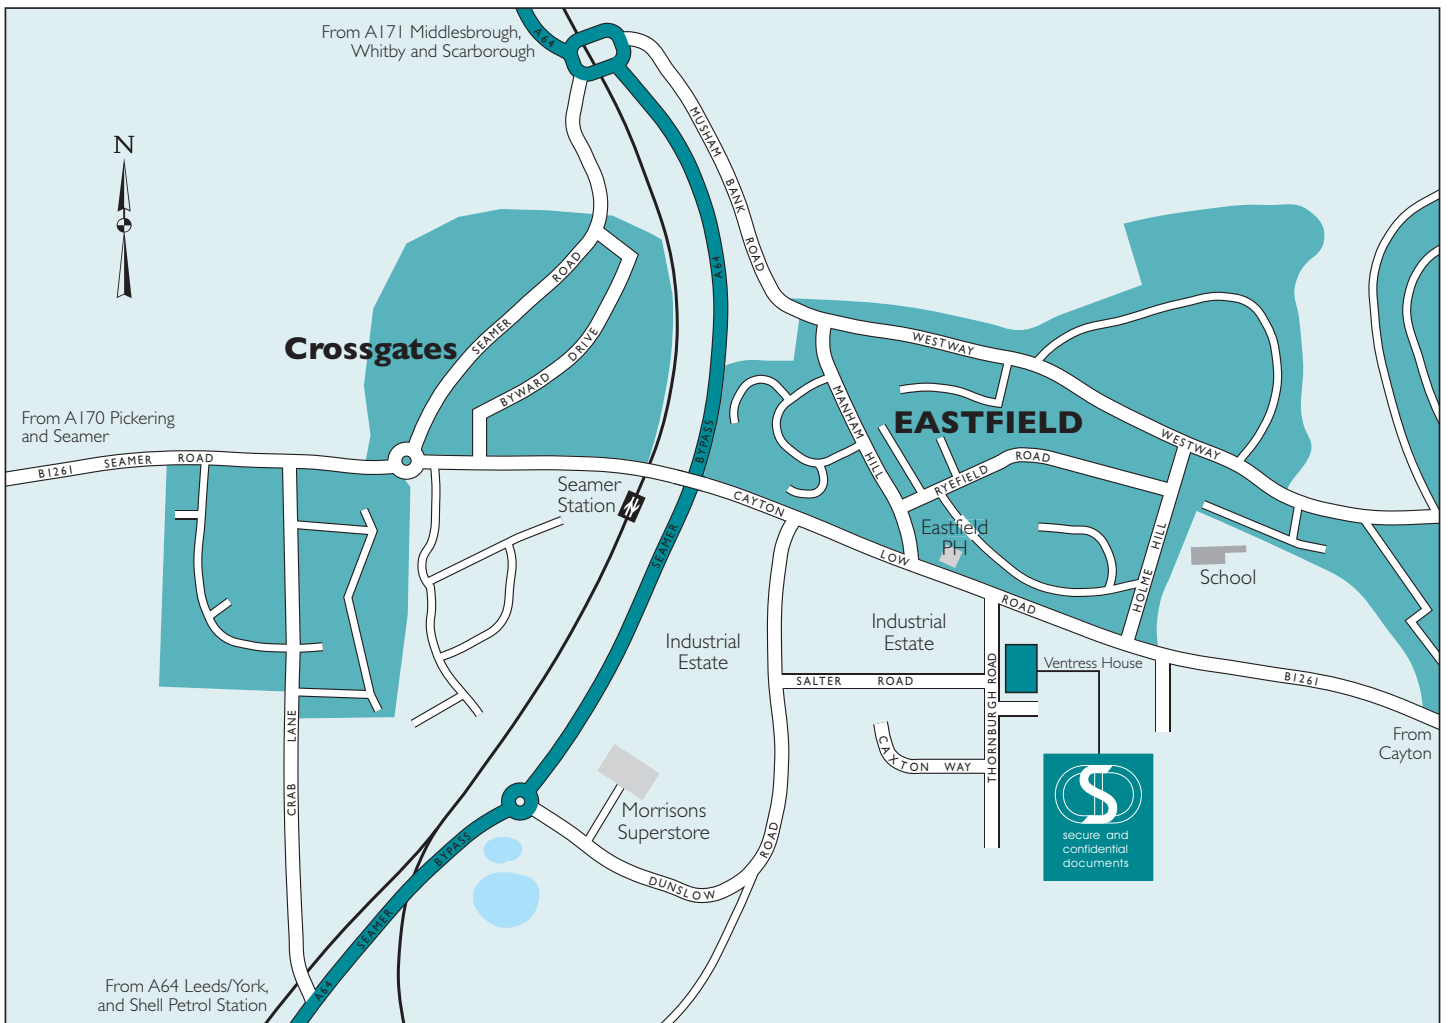 From A171 Middlesbrough,
Whitby and Scarborough
A64
N
MUSHAM BANK ROAD
A64
SEAMER ROAD
Crossgates
BYWARD DRIVE
WESTWAY
MANHAM HILL
EASTFIELD
WESTWAY
From A170 Pickering
and Seamer
B1261 SEAMER ROAD
BYPASS
SEAMER
RYEFIELD ROAD
Seamer
Station
CAYTON LOW ROAD
Eastfield
PH
HOLME HILL
School
Industrial
Estate
Industrial
Estate
Ventress House
SALTER ROAD
THORNBURGH ROAD
B1261
From
Cayton
CRAB LANE
CAXTON WAY
Morrisons
Superstore
S
secure and
confidential
documents
DUNSLOW ROAD
BYPASS
SEAMER
A64
From A64 Leeds/York,
and Shell Petrol Station